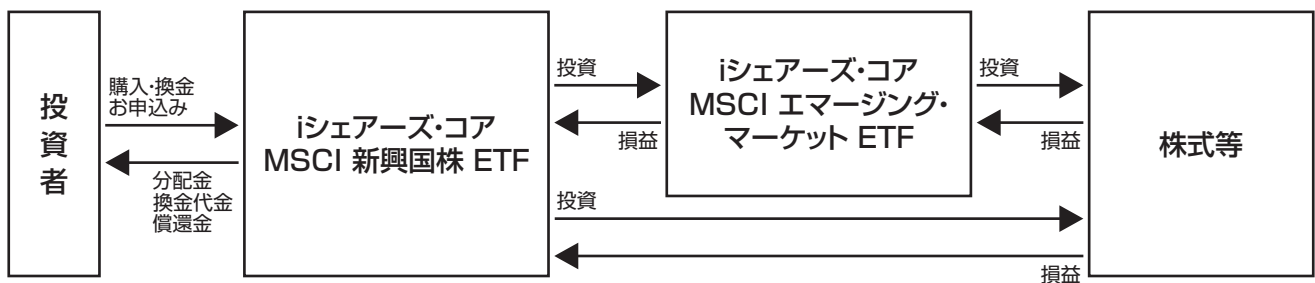 投資者
購入・換金
お申込み
分配金
換金代金
償還金
iシェアーズ・コア
MSCI 新興国株 ETF
投資
損益
iシェアーズ・コア
MSCI エマージング・
マーケット ETF
投資
損益
投資
損益
株式等